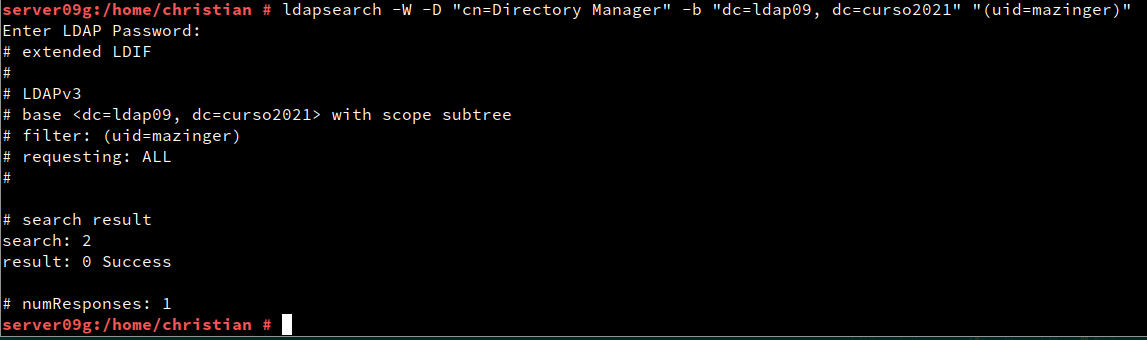 server09g:/home/christian # ldapsearch -W -D "cn=Directory Manager" -b "dc=ldap09, dc=curso2021" "(uid=mazinger)"
Enter LDAP Password:
# extended LDIF
#
# LDAPv3
# base <dc=ldap09, dc=curso2021> with scope subtree
# filter: (uid=mazinger)
# requesting: ALL
#

# search result
search: 2
result: 0 Success

# numResponses: 1
server09g:/home/christian #